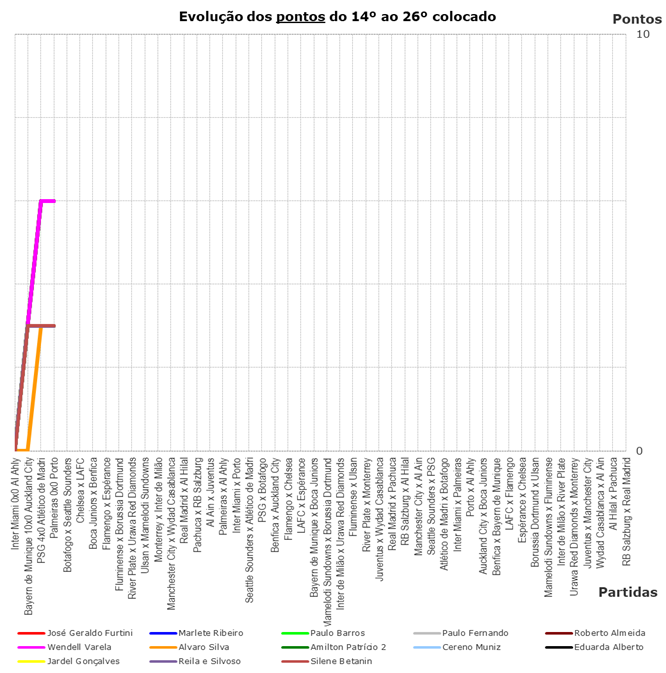 Evolução dos pontos do 14º ao 26º colocado
Pontos
10
0
Inter Miami 0x0 Al Ahly
Bayern de Munique 10x0 Auckland City
PSG 4x0 Atlético de Madri
Palmeiras 0x0 Porto
Botafogo x Seattle Sounders
Chelsea x LAFC
Boca Juniors x Benfica
Flamengo x Espérance
Fluminense x Borussia Dortmund
River Plate x Urawa Red Diamonds
Ulsan x Mamelodi Sundowns
Monterrey x Inter de Milão
Manchester City x Wydad Casablanca
Real Madrid x Al Hilal
Pachuca x RB Salzburg
Al Ain x Juventus
Palmeiras x Al Ahly
Inter Miami x Porto
Seattle Sounders x Atlético de Madri
PSG x Botafogo
Benfica x Auckland City
Flamengo x Chelsea
LAFC x Espérance
Bayern de Munique x Boca Juniors
Mamelodi Sundowns x Borussia Dortmund
Inter de Milão x Urawa Red Diamonds
Fluminense x Ulsan
River Plate x Monterrey
Juventus x Wydad Casablanca
Real Madrid x Pachuca
RB Salzburg x Al Hilal
Manchester City x Al Ain
Seattle Sounders x PSG
Atlético de Madri x Botafogo
Inter Miami x Palmeiras
Porto x Al Ahly
Auckland City x Boca Juniors
Benfica x Bayern de Munique
LAFC x Flamengo
Espérance x Chelsea
Borussia Dortmund x Ulsan
Mamelodi Sundowns x Fluminense
Inter de Milão x River Plate
Urawa Red Diamonds x Monterrey
Juventus x Manchester City
Wydad Casablanca x Al Ain
Al Hilal x Pachuca
RB Salzburg x Real Madrid
Partidas
José Geraldo Furtini
Marlete Ribeiro
Paulo Barros
Paulo Fernando
Roberto Almeida
Wendell Varela
Alvaro Silva
Amilton Patrício 2
Cereno Muniz
Eduarda Alberto
Jardel Gonçalves
Reila e Silvoso
Silene Betanin